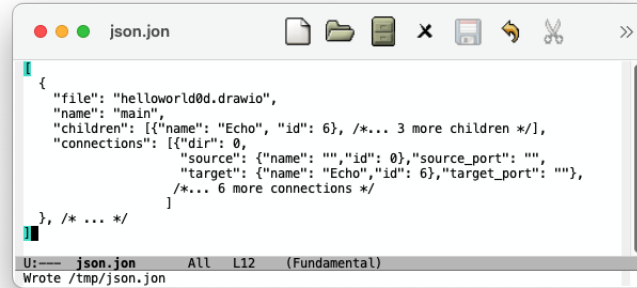 json.jon
[
  {
    "file": "helloworld0d.drawio",
    "name": "main",
    "children": [{"name": "Echo", "id": 6}, /*... 3 more children */],
    "connections": [{"dir": 0,
                     "source": {"name": "","id": 0},"source_port": "",
                     "target": {"name": "Echo","id": 6},"target_port": ""},
                    /*... 6 more connections */
                   ]
  }, /* ... */
]
U:---  json.jon       All   L12    (Fundamental)
Wrote /tmp/json.jon